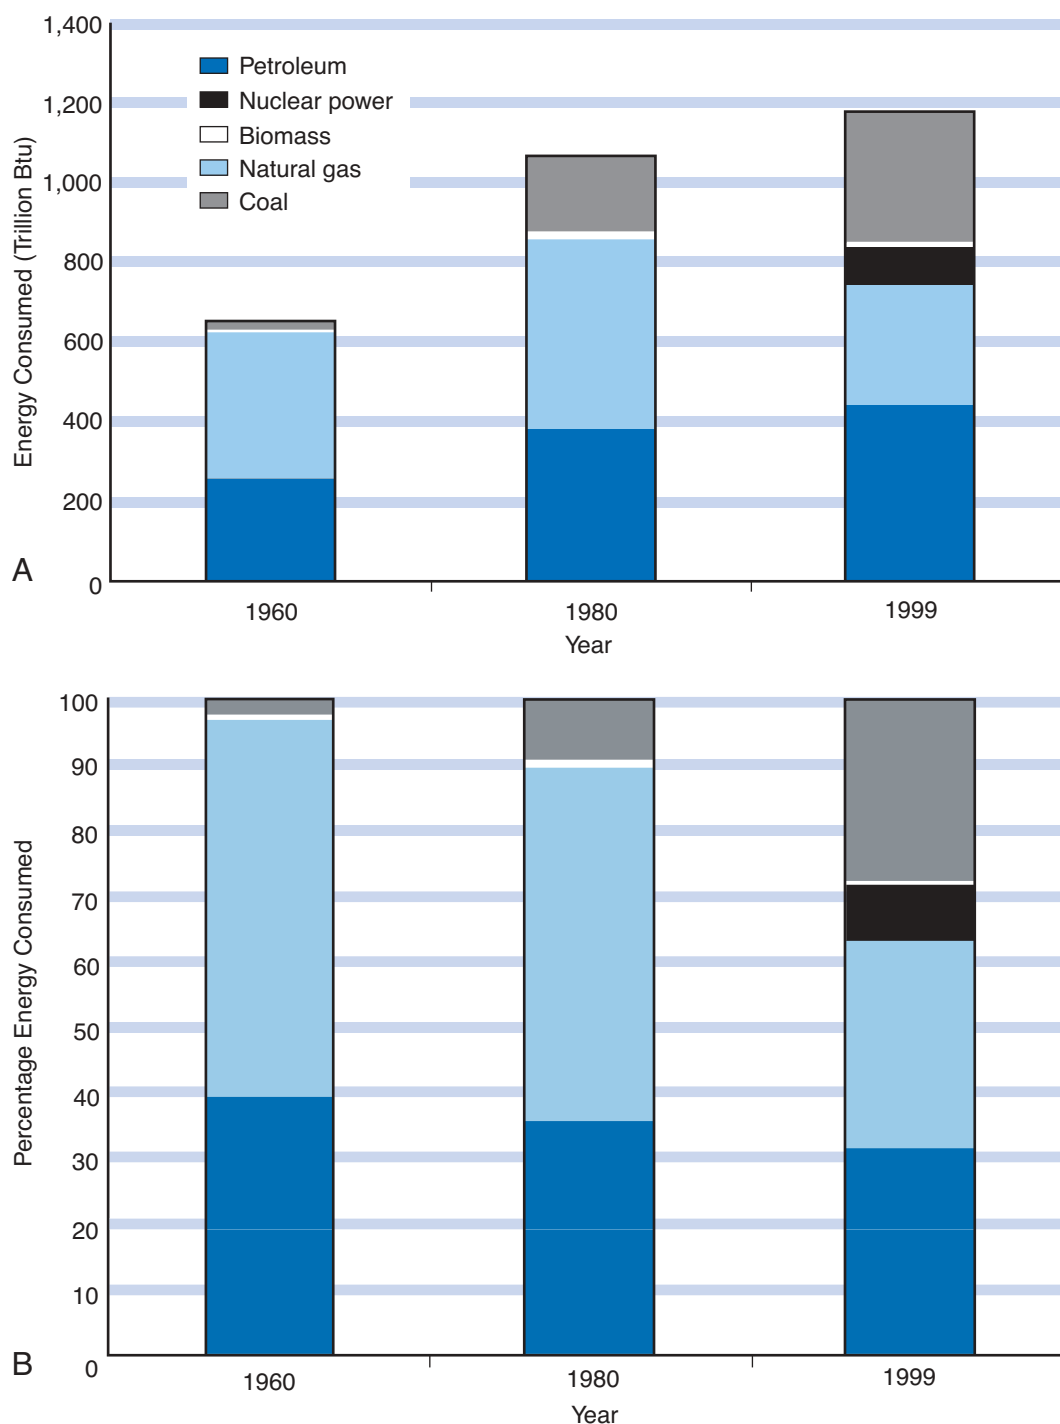 1,400
1,200
1,000
800
600
400
200
0
Energy Consumed (Trillion Btu)
Petroleum
Nuclear power
Biomass
Natural gas
Coal
A
1960
1980
1999
Year
100
90
80
70
60
50
40
30
20
10
0
Percentage Energy Consumed
B
1960
1980
1999
Year